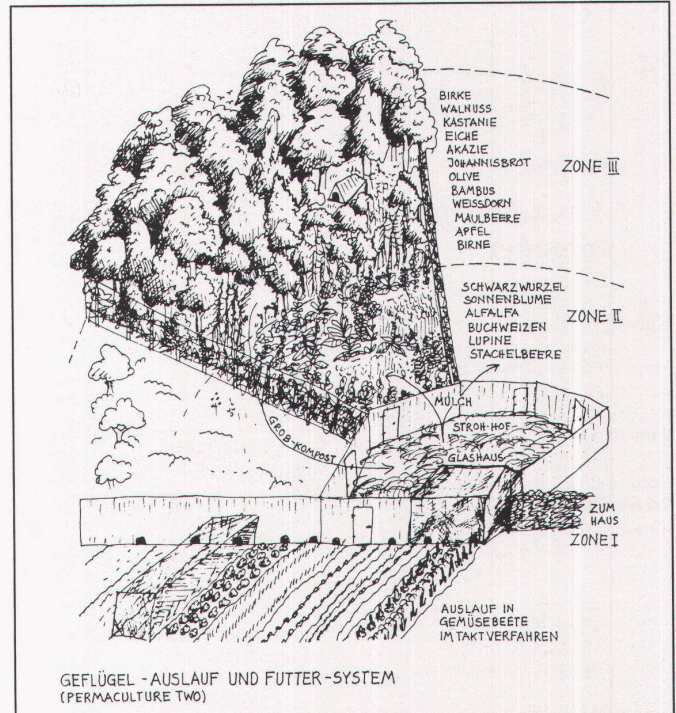 BIRKE
WALNUSS
KASTANIE
EICHE
AKAZIE
JOHANNISBROT
OLIVE
BAMBUS
WEISSDORN
MAULBEERE
APFEL
BIRNE
ZONE III
SCHWARZWURZEL
SONNENBLUME
ALFALFA
BUCHWEIZEN
LUPINE
STACHELBEERE
ZONE II
MULCH
STROH-HOF
GLASHAUS
GROB-KOMPOST
ZUM
HAUS
ZONE I
AUSLAUF IN
GEMÜSEBEETE
IM TAKTVERFAHREN
GEFLÜGEL-AUSLAUF UND FUTTER-SYSTEM
(PERMACULTURE TWO)